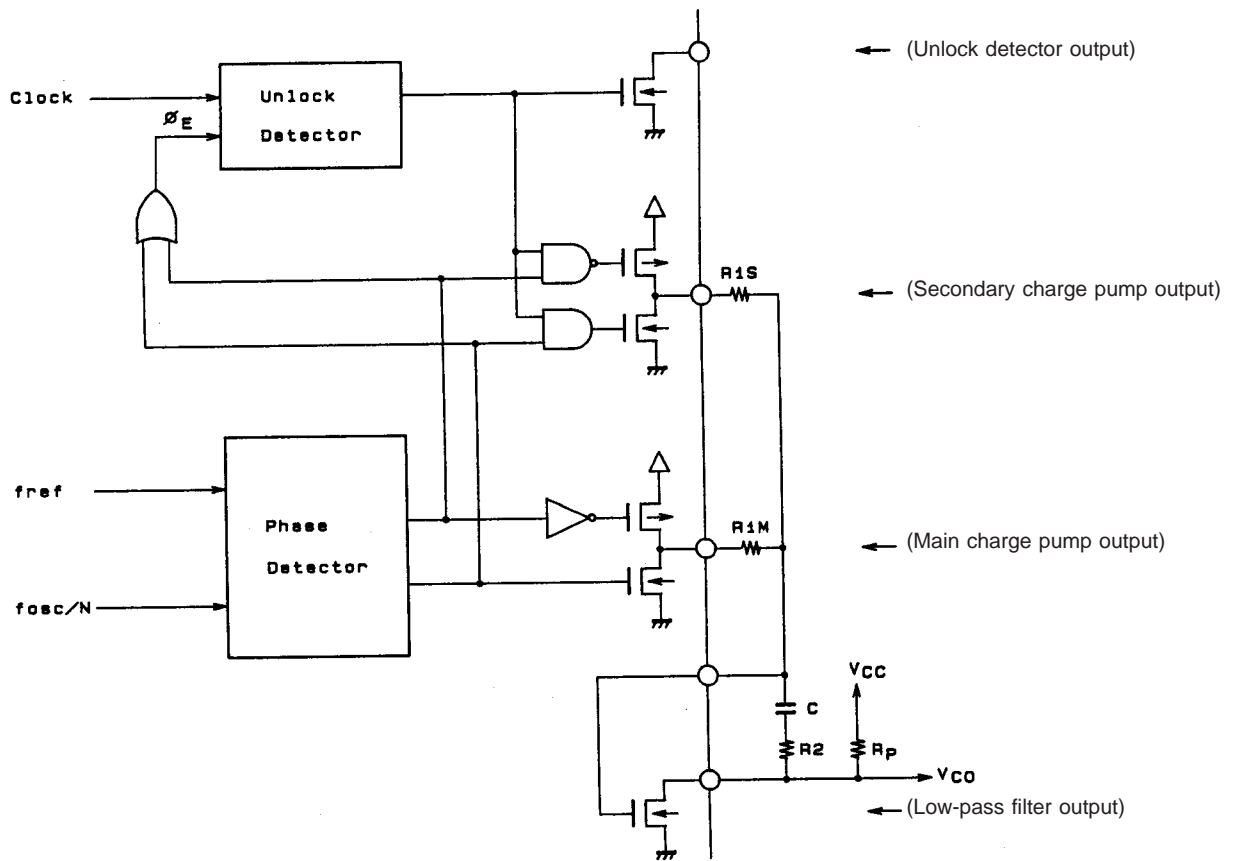 (Unlock detector output)
Clock
Unlock
Detector
ØE
R1S
(Secondary charge pump output)
fref
Phase
Detector
fosc/N
R1M
(Main charge pump output)
VCC
C
R2
RP
VCO
(Low-pass filter output)